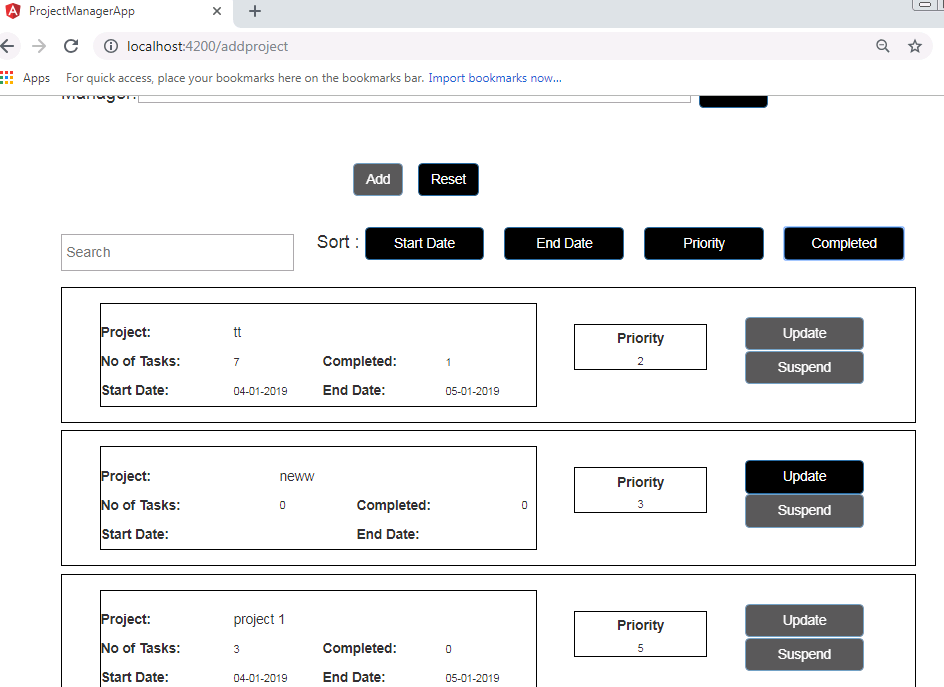 ProjectManagerApp
localhost:4200/addproject
Apps For quick access, place your bookmarks here on the bookmarks bar. Import bookmarks now...
Manager:
Add Reset
Search Sort : Start Date End Date Priority Completed
Project: tt
No of Tasks: 7 Completed: 1
Start Date: 04-01-2019 End Date: 05-01-2019
Priority
2
Update
Suspend
Project: neww
No of Tasks: 0 Completed: 0
Start Date: End Date:
Priority
3
Update
Suspend
Project: project 1
No of Tasks: 3 Completed: 0
Start Date: 04-01-2019 End Date: 05-01-2019
Priority
5
Update
Suspend